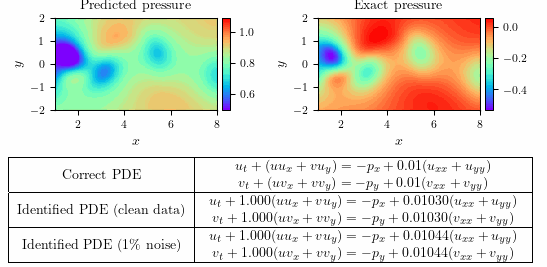 Predicted pressure
Exact pressure
2
1
0
−1
−2
y
2
4
6
8
x
1.0
0.8
0.6
2
1
0
−1
−2
y
2
4
6
8
x
0.0
−0.2
−0.4
Correct PDE
u_t + (uu_x + vu_y) = −p_x + 0.01(u_xx + u_yy)
v_t + (uv_x + vv_y) = −p_y + 0.01(v_xx + v_yy)
Identified PDE (clean data)
u_t + 1.000(uu_x + vu_y) = −p_x + 0.01030(u_xx + u_yy)
v_t + 1.000(uv_x + vv_y) = −p_y + 0.01030(v_xx + v_yy)
Identified PDE (1% noise)
u_t + 1.000(uu_x + vu_y) = −p_x + 0.01044(u_xx + u_yy)
v_t + 1.000(uv_x + vv_y) = −p_y + 0.01044(v_xx + v_yy)